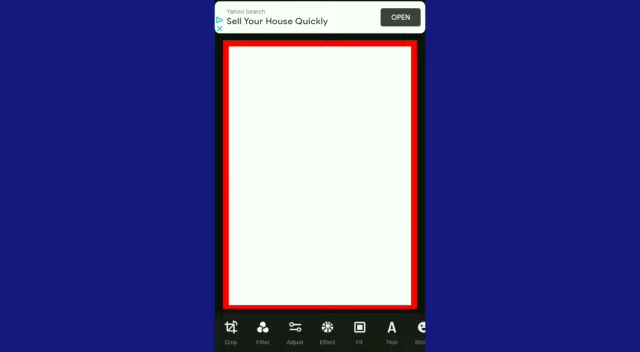 Yahoo Search
Sell Your House Quickly
OPEN
Crop
Filter
Adjust
Effect
Fit
Text